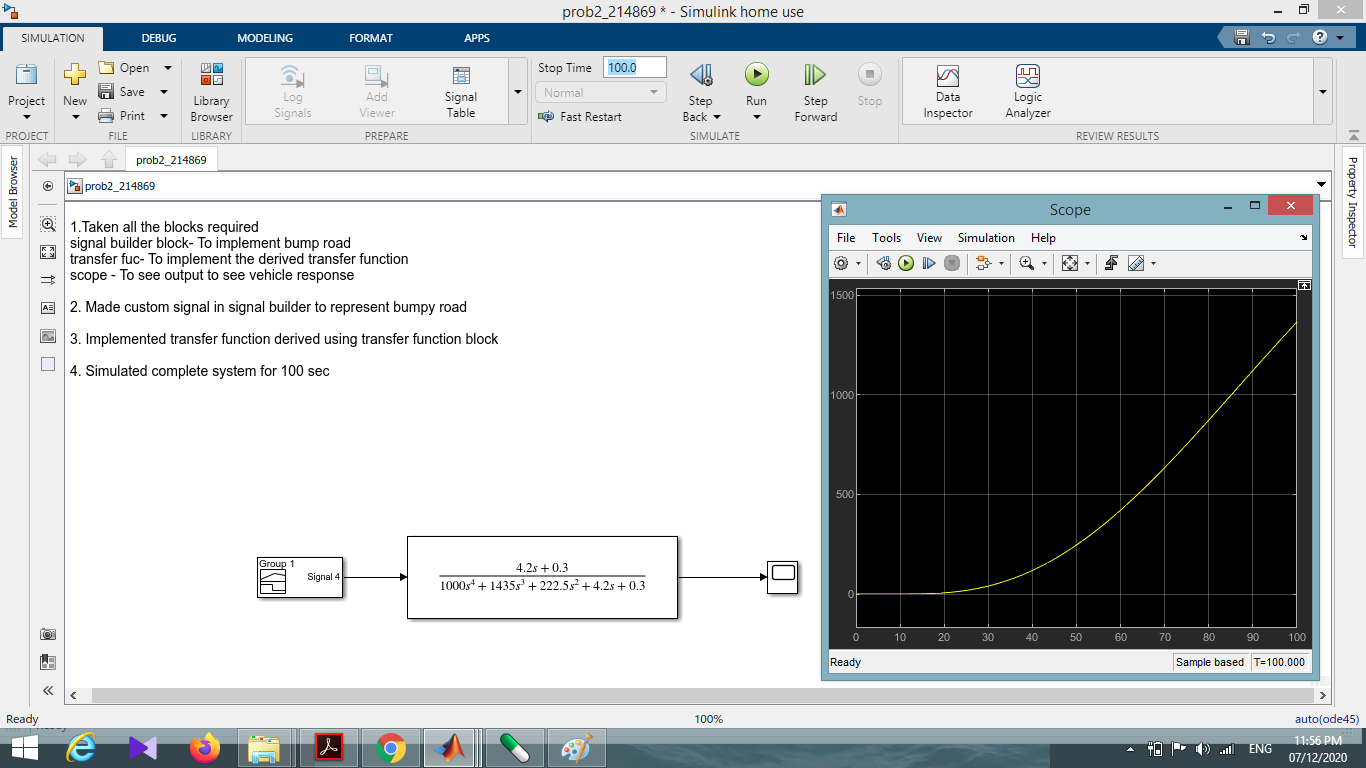 prob2_214869 * - Simulink home use
SIMULATION DEBUG MODELING FORMAT APPS
Project
New
Open
Save
Print
Library
Browser
Log
Signals
Add
Viewer
Signal
Table
Stop Time 100.0
Normal
Fast Restart
Step
Back
Run
Step
Forward
Stop
Data
Inspector
Logic
Analyzer
PROJECT FILE LIBRARY PREPARE SIMULATE REVIEW RESULTS
Model Browser
prob2_214869
prob2_214869
Property Inspector
1.Taken all the blocks required
signal builder block- To implement bump road
transfer fuc- To implement the derived transfer function
scope - To see output to see vehicle response
2. Made custom signal in signal builder to represent bumpy road
3. Implemented transfer function derived using transfer function block
4. Simulated complete system for 100 sec
Group 1
Signal 4
4.2s + 0.3
1000s⁴ + 1435s³ + 222.5s² + 4.2s + 0.3
Scope
File Tools View Simulation Help
1500
1000
500
0
0 10 20 30 40 50 60 70 80 90 100
Ready Sample based T=100.000
Ready 100% auto(ode45)
Ready
ENG
11:56 PM
07/12/2020